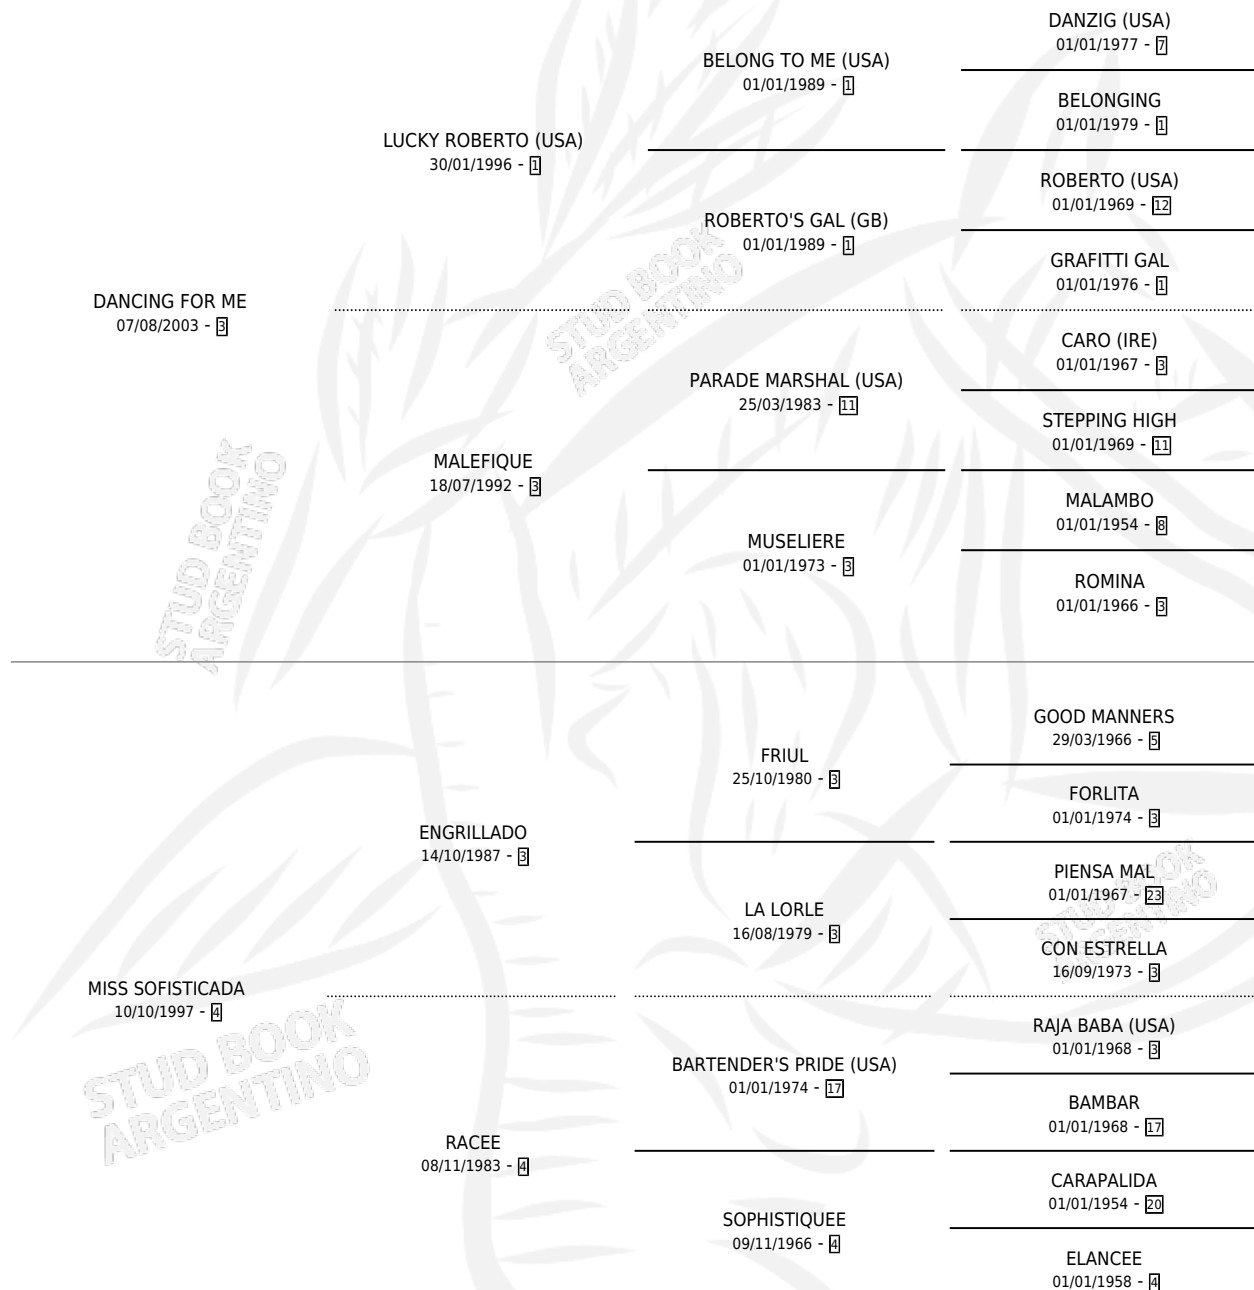 DANZIG (USA)
01/01/1977 - 7
BELONG TO ME (USA)
01/01/1989 - 1
BELONGING
01/01/1979 - 1
LUCKY ROBERTO (USA)
30/01/1996 - 1
ROBERTO (USA)
01/01/1969 - 12
ROBERTO'S GAL (GB)
01/01/1989 - 1
GRAFITTI GAL
01/01/1976 - 1
DANCING FOR ME
07/08/2003 - 3
STUD BOOK
ARGENTINO
CARO (IRE)
01/01/1967 - 3
PARADE MARSHAL (USA)
25/03/1983 - 11
STEPPING HIGH
01/01/1969 - 11
MALEFIQUE
18/07/1992 - 3
MALAMBO
01/01/1954 - 8
MUSELIERE
01/01/1973 - 3
ROMINA
01/01/1966 - 3
STUD BOOK
ARGENTINO
GOOD MANNERS
29/03/1966 - 5
FRIUL
25/10/1980 - 3
FORLITA
01/01/1974 - 3
ENGRILLADO
14/10/1987 - 3
PIENSA MAL
01/01/1967 - 23
LA LORLE
16/08/1979 - 3
CON ESTRELLA
16/09/1973 - 3
STUD BOOK
ARGENTINO
MISS SOFISTICADA
10/10/1997 - 4
STUD BOOK
ARGENTINO
RAJA BABA (USA)
01/01/1968 - 3
BARTENDER'S PRIDE (USA)
01/01/1974 - 17
BAMBAR
01/01/1968 - 17
RACEE
08/11/1983 - 4
CARAPALIDA
01/01/1954 - 20
SOPHISTIQUEE
09/11/1966 - 4
ELANCEE
01/01/1958 - 4